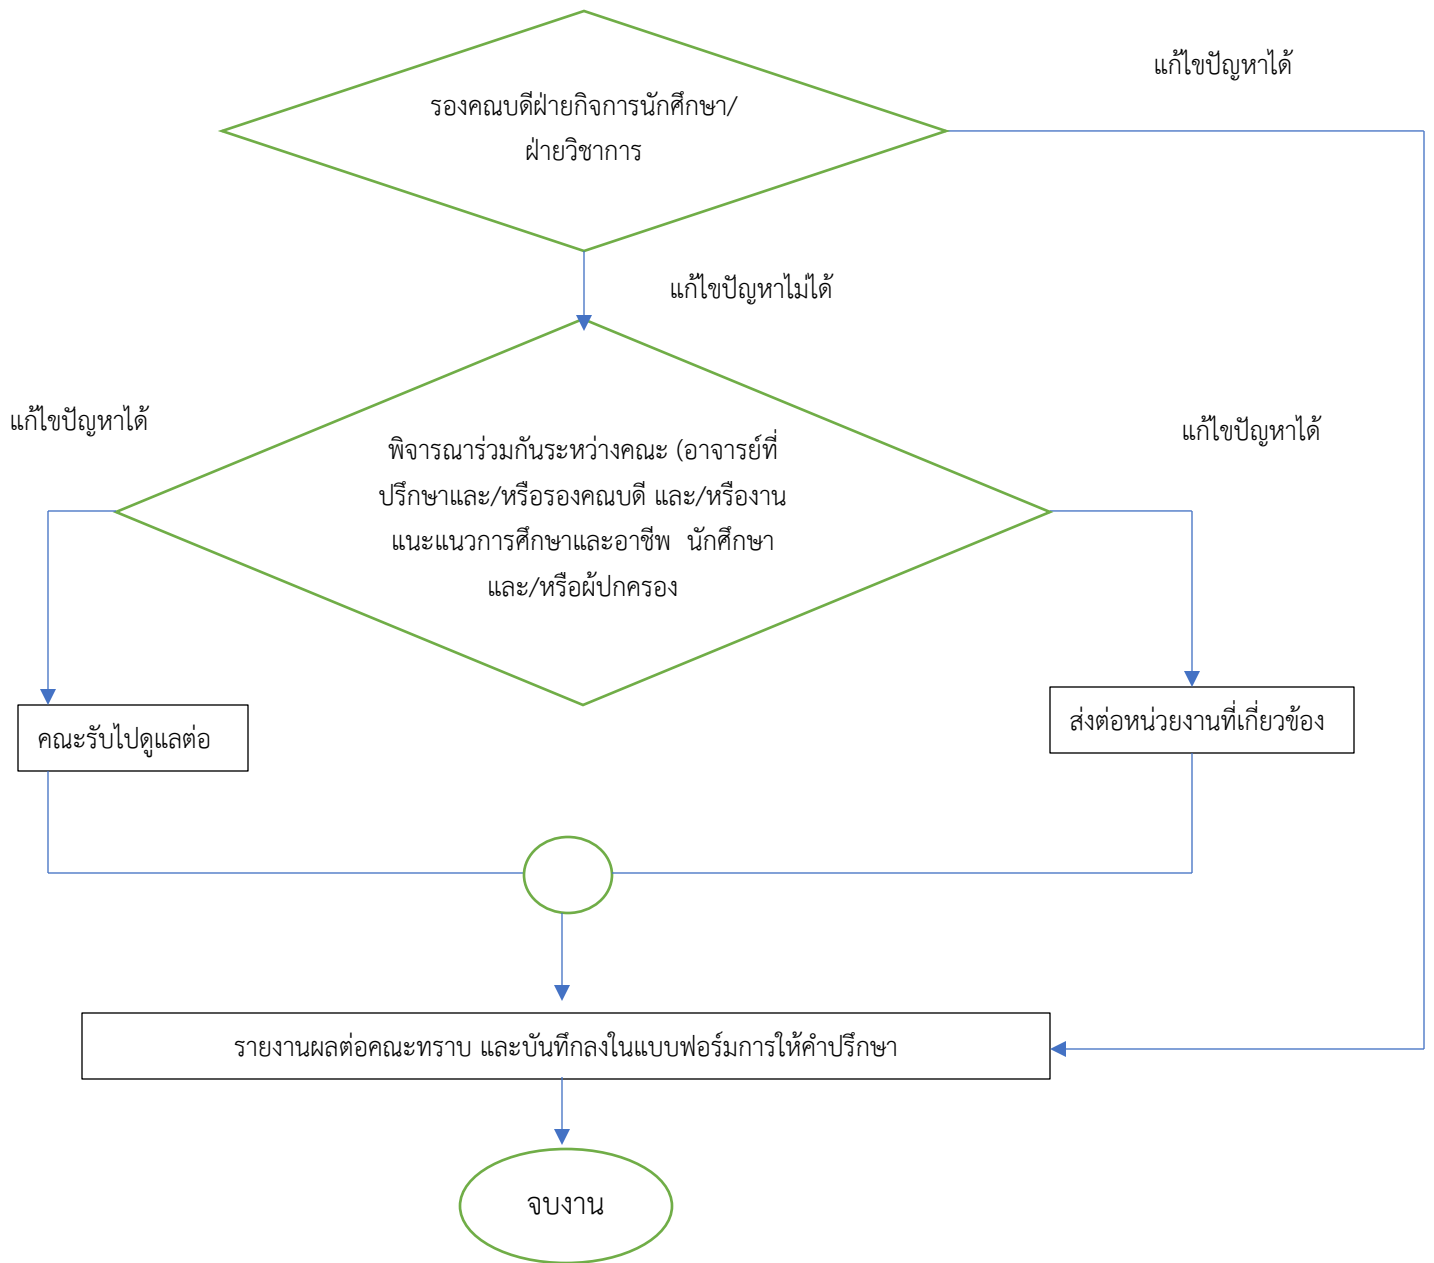 แก้ไขปัญหาได้
รองคณบดีฝ่ายกิจการนักศึกษา/
ฝ่ายวิชาการ
แก้ไขปัญหาไม่ได้
แก้ไขปัญหาได้
แก้ไขปัญหาได้
พิจารณาร่วมกันระหว่างคณะ (อาจารย์ที่
ปรึกษาและ/หรือรองคณบดี และ/หรืองาน
แนะแนวการศึกษาและอาชีพ นักศึกษา
และ/หรือผ้ปกครอง
ส่งต่อหน่วยงานที่เกี่ยวข้อง
คณะรับไปดูแลต่อ
รายงานผลต่อคณะทราบ และบันทึกลงในแบบฟอร์มการให้คำปรึกษา
จบงาน